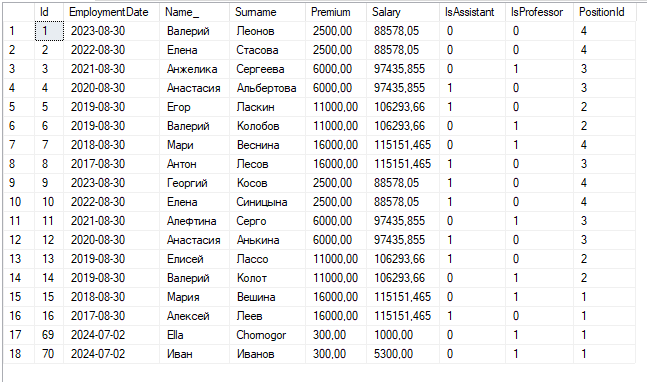 Id EmploymentDate Name_ Surname Premium Salary IsAssistant IsProfessor PositionId
1 1 2023-08-30 Валерий Леонов 2500,00 88578,05 0 0 4
2 2 2022-08-30 Елена Стасова 2500,00 88578,05 0 0 4
3 3 2021-08-30 Анжелика Сергеева 6000,00 97435,855 0 1 3
4 4 2020-08-30 Анастасия Альбертова 6000,00 97435,855 1 0 3
5 5 2019-08-30 Егор Ласкин 11000,00 106293,66 1 0 2
6 6 2019-08-30 Валерий Колобов 11000,00 106293,66 0 1 2
7 7 2018-08-30 Мари Веснина 16000,00 115151,465 0 1 4
8 8 2017-08-30 Антон Лесов 16000,00 115151,465 1 0 3
9 9 2023-08-30 Георгий Косов 2500,00 88578,05 1 0 4
10 10 2022-08-30 Елена Синицына 2500,00 88578,05 1 0 4
11 11 2021-08-30 Алефтина Серго 6000,00 97435,855 0 1 3
12 12 2020-08-30 Анастасия Анькина 6000,00 97435,855 1 0 3
13 13 2019-08-30 Елисей Лассо 11000,00 106293,66 1 0 2
14 14 2019-08-30 Валерий Колот 11000,00 106293,66 0 1 2
15 15 2018-08-30 Мария Вешина 16000,00 115151,465 0 1 1
16 16 2017-08-30 Алексей Леев 16000,00 115151,465 1 0 1
17 69 2024-07-02 Ella Chornogor 300,00 1000,00 0 1 1
18 70 2024-07-02 Иван Иванов 300,00 5300,00 0 1 1